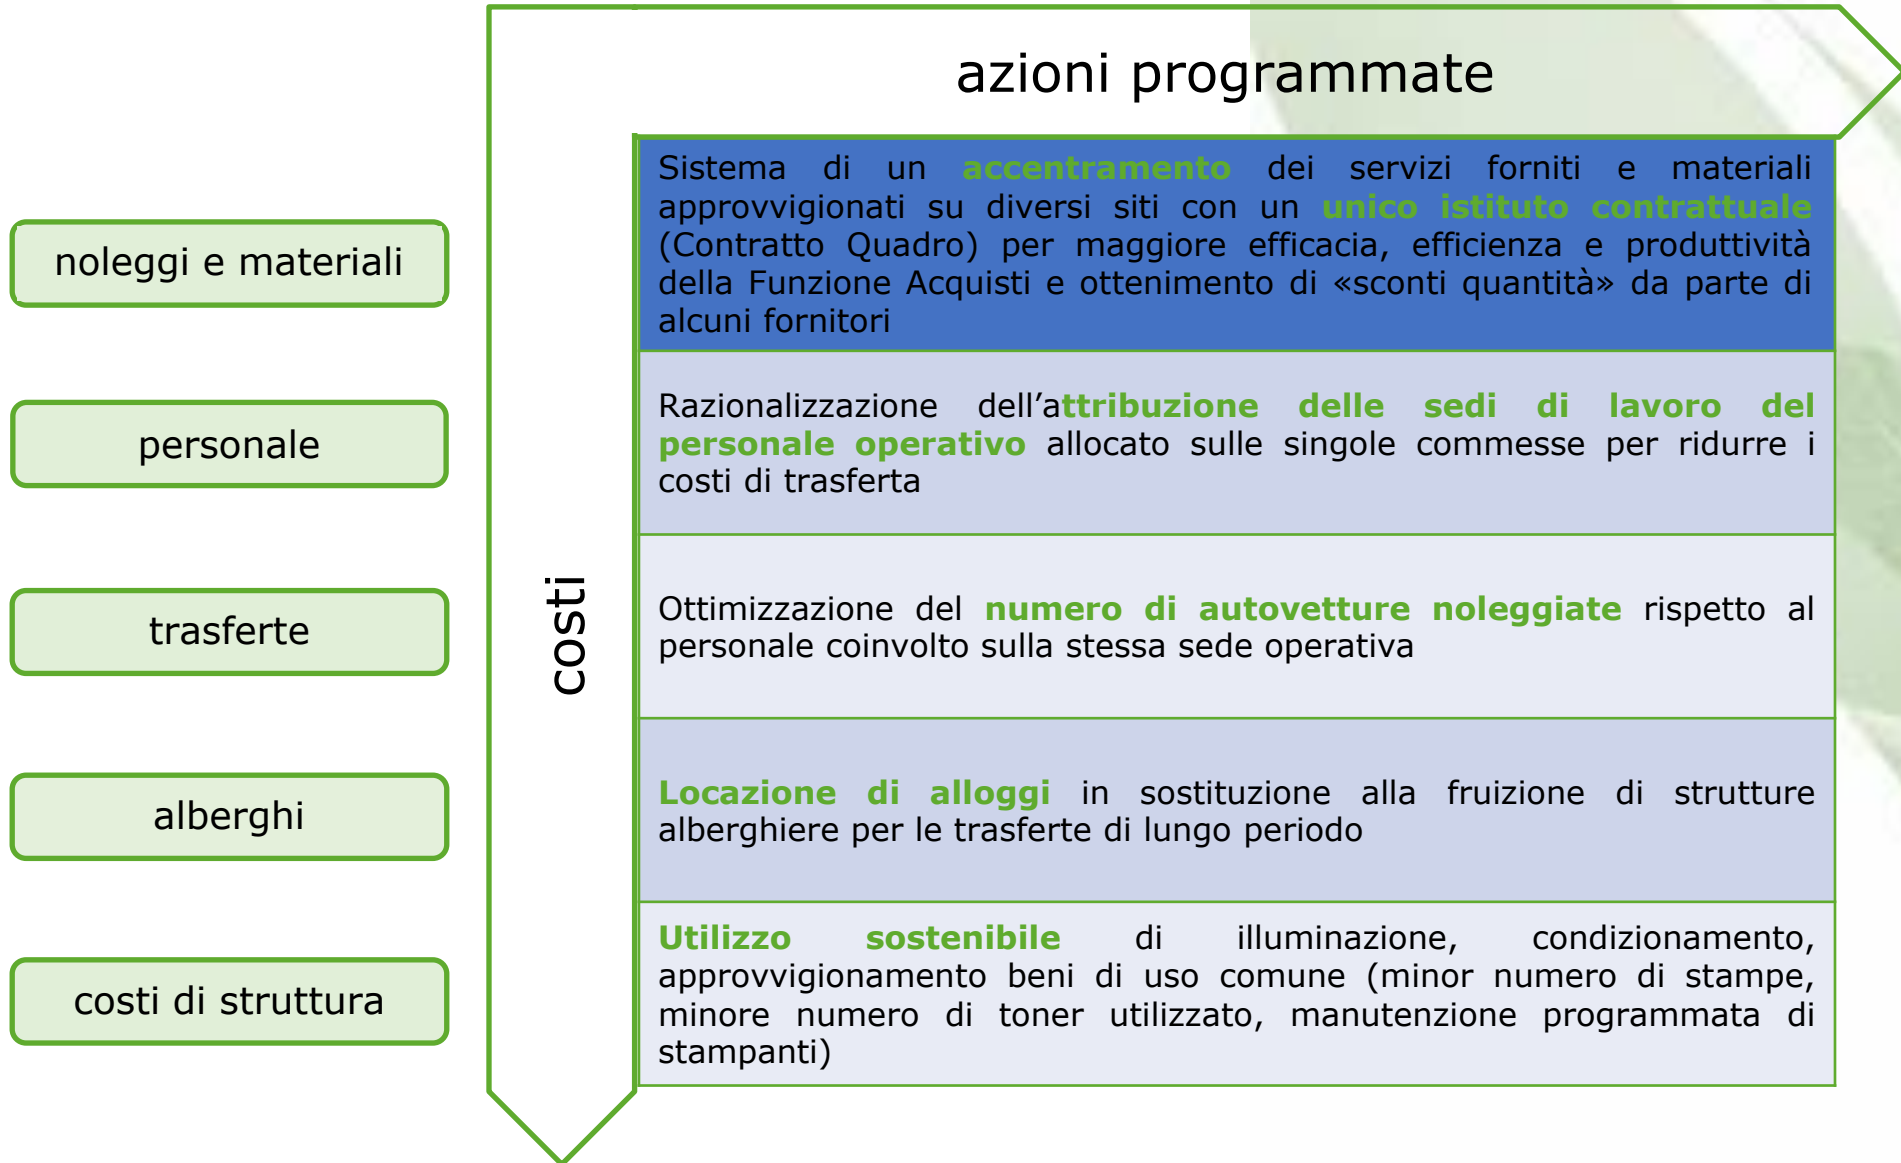 azioni programmate
costi
noleggi e materiali
Sistema di un accentramento dei servizi forniti e materiali
approvvigionati su diversi siti con un unico istituto contrattuale
(Contratto Quadro) per maggiore efficacia, efficienza e produttività
della Funzione Acquisti e ottenimento di «sconti quantità» da parte di
alcuni fornitori
personale
Razionalizzazione dell’attribuzione delle sedi di lavoro del
personale operativo allocato sulle singole commesse per ridurre i
costi di trasferta
trasferte
Ottimizzazione del numero di autovetture noleggiate rispetto al
personale coinvolto sulla stessa sede operativa
alberghi
Locazione di alloggi in sostituzione alla fruizione di strutture
alberghiere per le trasferte di lungo periodo
costi di struttura
Utilizzo sostenibile di illuminazione, condizionamento,
approvvigionamento beni di uso comune (minor numero di stampe,
minore numero di toner utilizzato, manutenzione programmata di
stampanti)